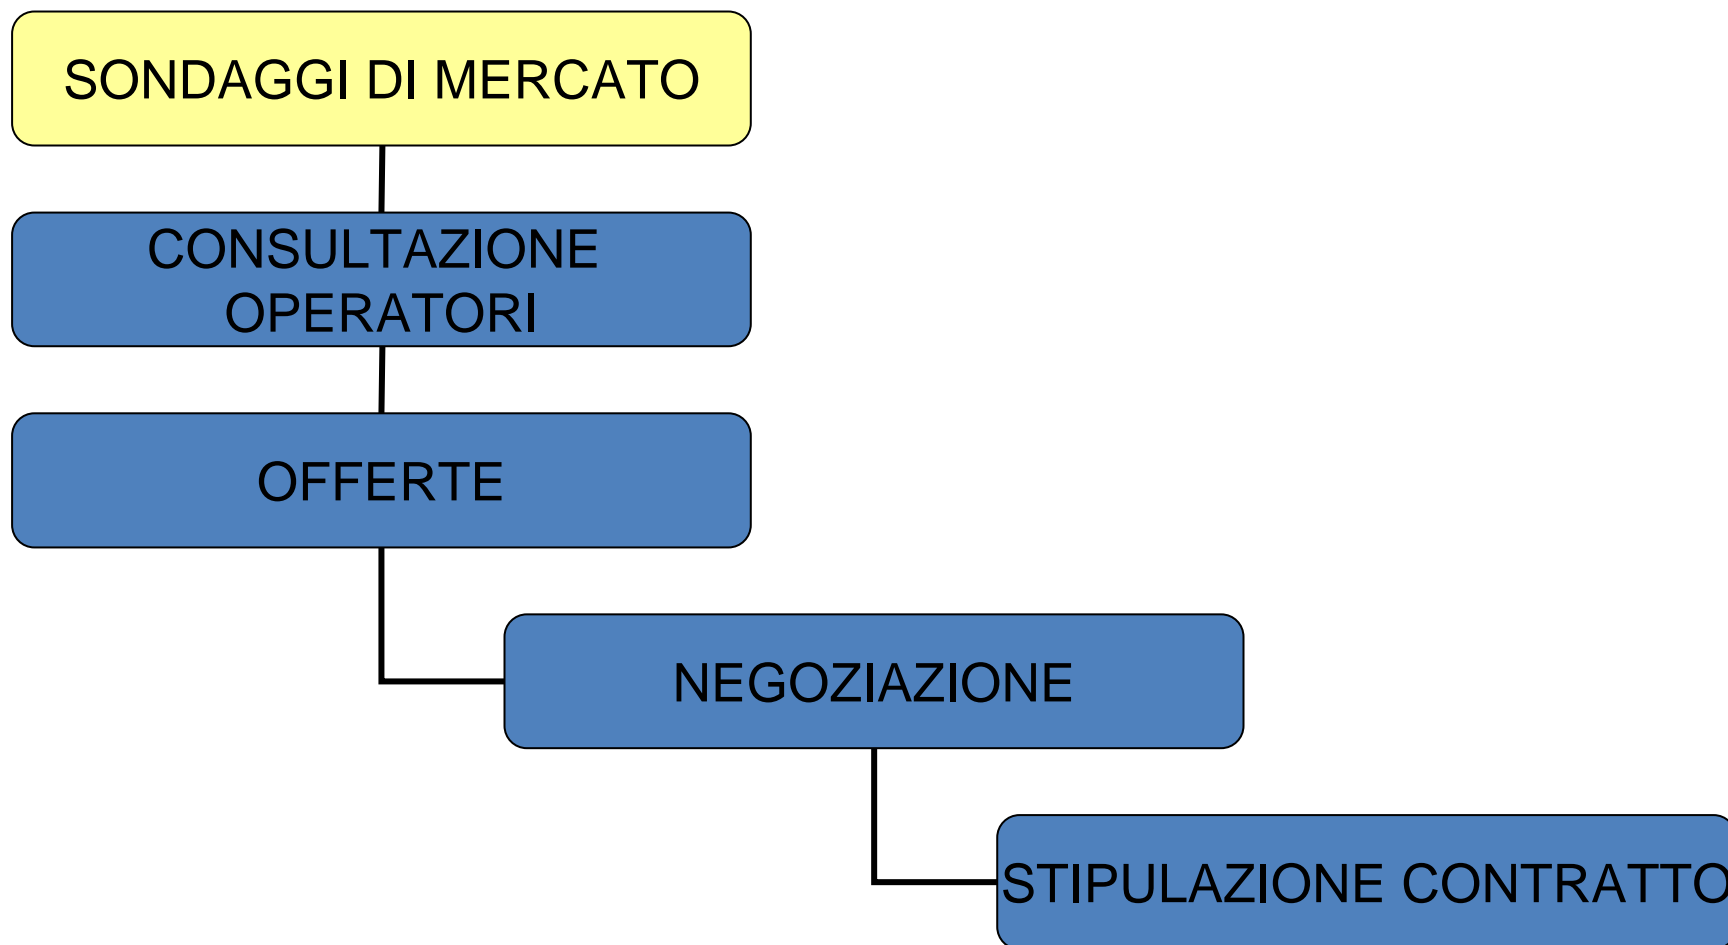 SONDAGGI DI MERCATO
CONSULTAZIONE
OPERATORI
OFFERTE
NEGOZIAZIONE
STIPULAZIONE CONTRATTO